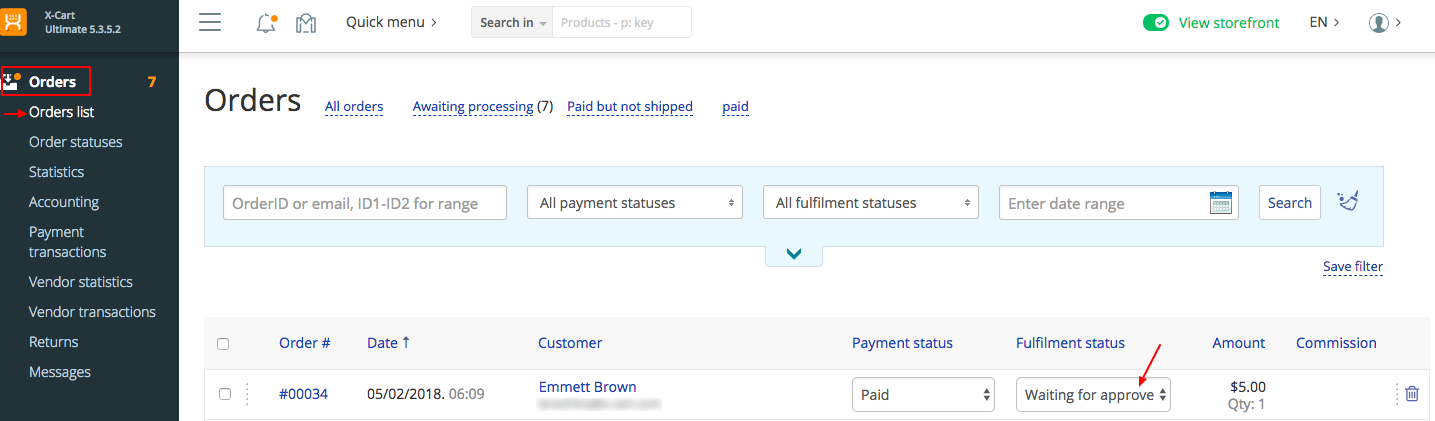 X-Cart
Ultimate 5.3.5.2
Quick menu
Search in
Products - p: key
View storefront
EN
Orders 7
Orders list
Order statuses
Statistics
Accounting
Payment
transactions
Vendor statistics
Vendor transactions
Returns
Messages
Orders All orders Awaiting processing (7) Paid but not shipped paid
OrderID or email, ID1-ID2 for range All payment statuses All fulfilment statuses Enter date range Search
Save filter
Order # Date ↑ Customer Payment status Fulfilment status Amount Commission
#00034 05/02/2018, 06:09 Emmett Brown Paid Waiting for approve $5.00
Qty: 1